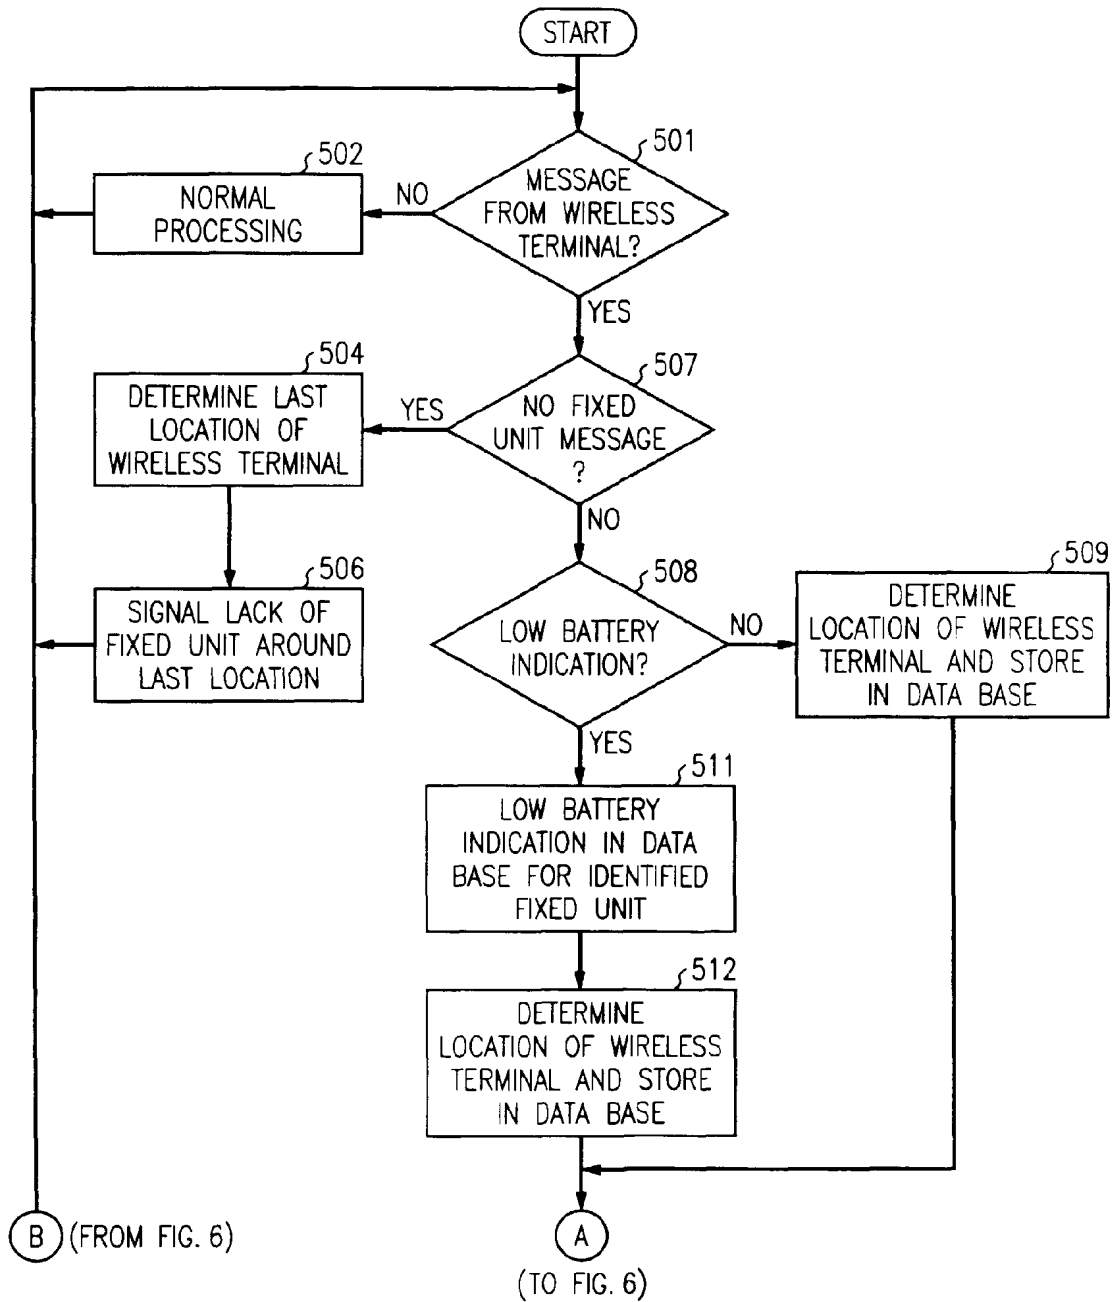 START
501
MESSAGE
FROM WIRELESS
TERMINAL?
NO
502
NORMAL
PROCESSING
YES
507
NO FIXED
UNIT MESSAGE
?
YES
504
DETERMINE LAST
LOCATION OF
WIRELESS TERMINAL
506
SIGNAL LACK OF
FIXED UNIT AROUND
LAST LOCATION
NO
508
LOW BATTERY
INDICATION?
NO
509
DETERMINE
LOCATION OF WIRELESS
TERMINAL AND STORE
IN DATA BASE
YES
511
LOW BATTERY
INDICATION IN DATA
BASE FOR IDENTIFIED
FIXED UNIT
512
DETERMINE
LOCATION OF WIRELESS
TERMINAL AND STORE
IN DATA BASE
B (FROM FIG. 6)
A
(TO FIG. 6)